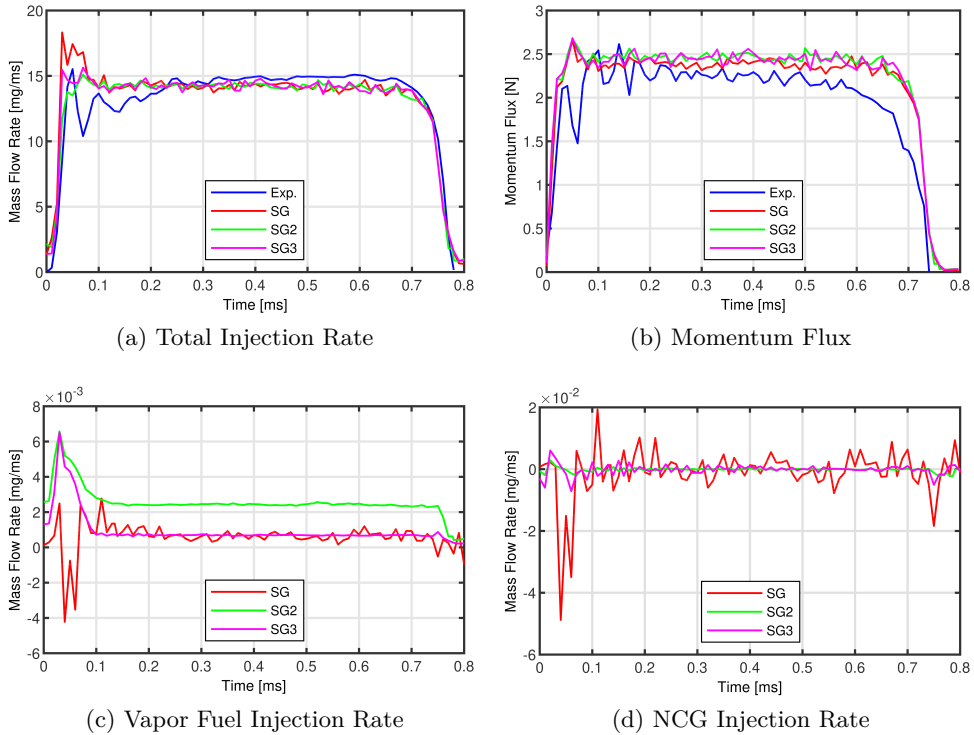 20
15
10
5
0
Mass Flow Rate [mg/ms]
Exp.
SG
SG2
SG3
0 0.1 0.2 0.3 0.4 0.5 0.6 0.7 0.8
Time [ms]
(a) Total Injection Rate
3
2.5
2
1.5
1
0.5
0
Momentum Flux [N]
Exp.
SG
SG2
SG3
0 0.1 0.2 0.3 0.4 0.5 0.6 0.7 0.8
Time [ms]
(b) Momentum Flux
×10⁻³
8
6
4
2
0
-2
-4
-6
Mass Flow Rate [mg/ms]
SG
SG2
SG3
0 0.1 0.2 0.3 0.4 0.5 0.6 0.7 0.8
Time [ms]
(c) Vapor Fuel Injection Rate
×10⁻²
2
0
-2
-4
-6
Mass Flow Rate [mg/ms]
SG
SG2
SG3
0 0.1 0.2 0.3 0.4 0.5 0.6 0.7 0.8
Time [ms]
(d) NCG Injection Rate